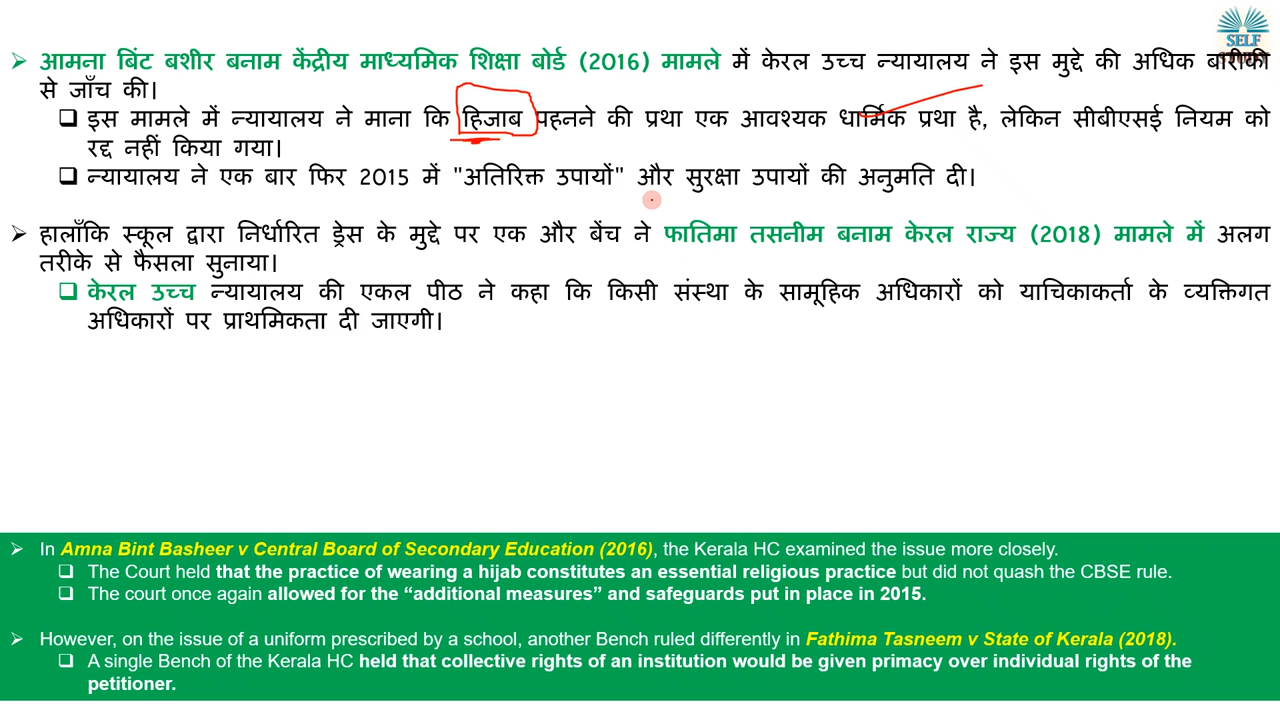 SELF
STUDY
➢ आमना बिंट बशीर बनाम केंद्रीय माध्यमिक शिक्षा बोर्ड (2016) मामले में केरल उच्च न्यायालय ने इस मुद्दे की अधिक बारीकी
से जाँच की।
❑ इस मामले में न्यायालय ने माना कि हिजाब पहनने की प्रथा एक आवश्यक धार्मिक प्रथा है, लेकिन सीबीएसई नियम को
रद्द नहीं किया गया।
❑ न्यायालय ने एक बार फिर 2015 में "अतिरिक्त उपायों" और सुरक्षा उपायों की अनुमति दी।
➢ हालाँकि स्कूल द्वारा निर्धारित ड्रेस के मुद्दे पर एक और बेंच ने फातिमा तसनीम बनाम केरल राज्य (2018) मामले में अलग
तरीके से फैसला सुनाया।
❑ केरल उच्च न्यायालय की एकल पीठ ने कहा कि किसी संस्था के सामूहिक अधिकारों को याचिकाकर्ता के व्यक्तिगत
अधिकारों पर प्राथमिकता दी जाएगी।
➢ In Amna Bint Basheer v Central Board of Secondary Education (2016), the Kerala HC examined the issue more closely.
❑ The Court held that the practice of wearing a hijab constitutes an essential religious practice but did not quash the CBSE rule.
❑ The court once again allowed for the “additional measures” and safeguards put in place in 2015.
➢ However, on the issue of a uniform prescribed by a school, another Bench ruled differently in Fathima Tasneem v State of Kerala (2018).
❑ A single Bench of the Kerala HC held that collective rights of an institution would be given primacy over individual rights of the
petitioner.